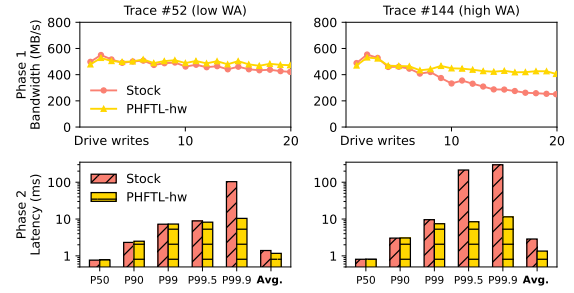 Trace #52 (low WA)
Trace #144 (high WA)
Phase 1
Bandwidth (MB/s)
800
600
400
200
0
Stock
PHFTL-hw
Drive writes
10
20
800
600
400
200
0
Drive writes
10
20
Phase 2
Latency (ms)
100
10
1
Stock
PHFTL-hw
P50 P90 P99 P99.5 P99.9 Avg.
100
10
1
P50 P90 P99 P99.5 P99.9 Avg.